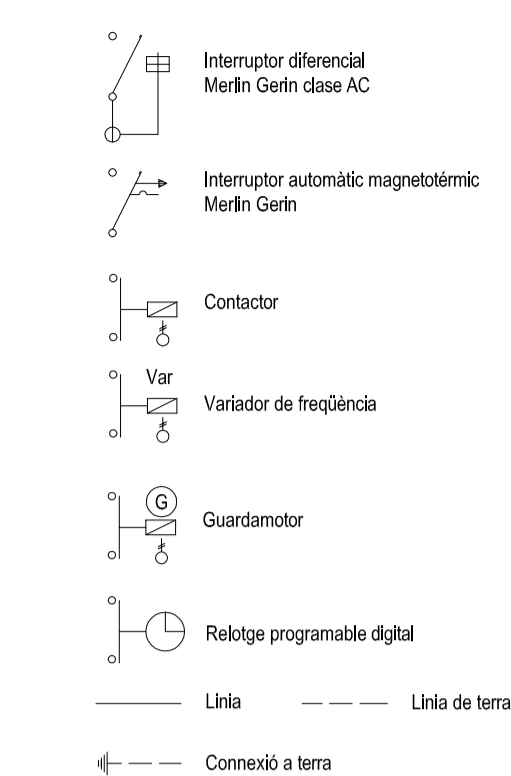 Interruptor diferencial
Merlin Gerin clase AC
Interruptor automàtic magnetotérmic
Merlin Gerin
Contactor
Var
Variador de freqüència
G
Guardamotor
Relotge programable digital
Linia
Linia de terra
Connexió a terra